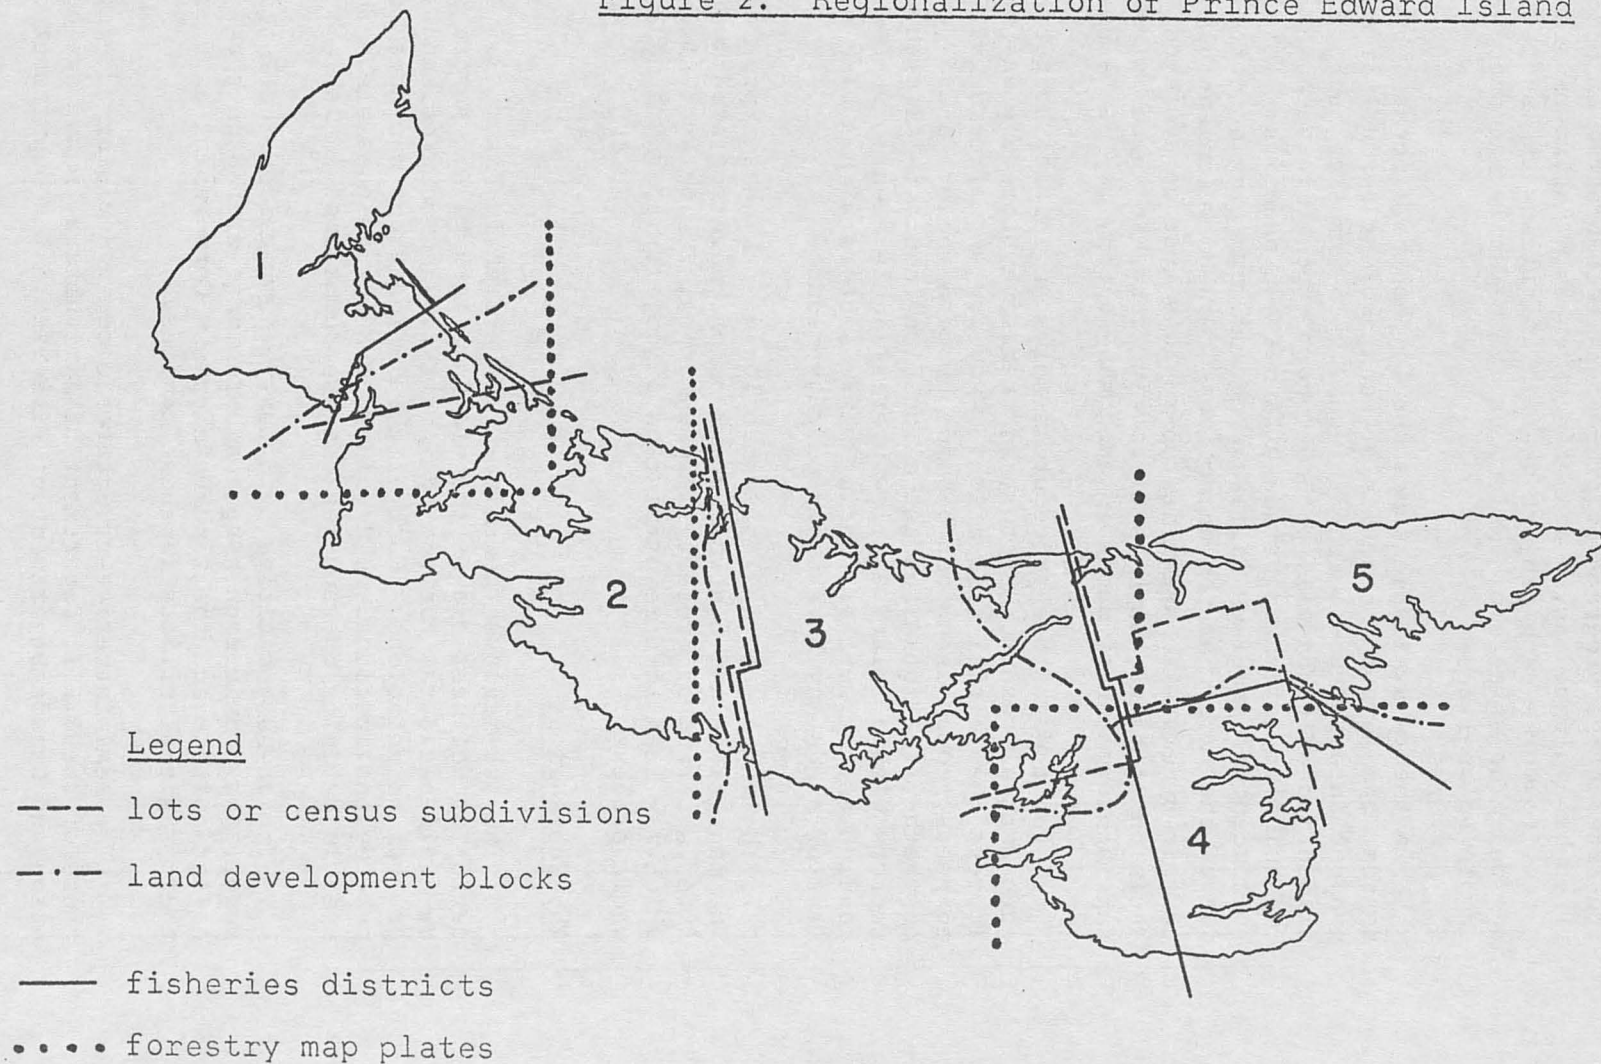 Figure 2. Regionalization of Prince Edward Island
1
2
3
5
4
Legend
lots or census subdivisions
land development blocks
fisheries districts
forestry map plates